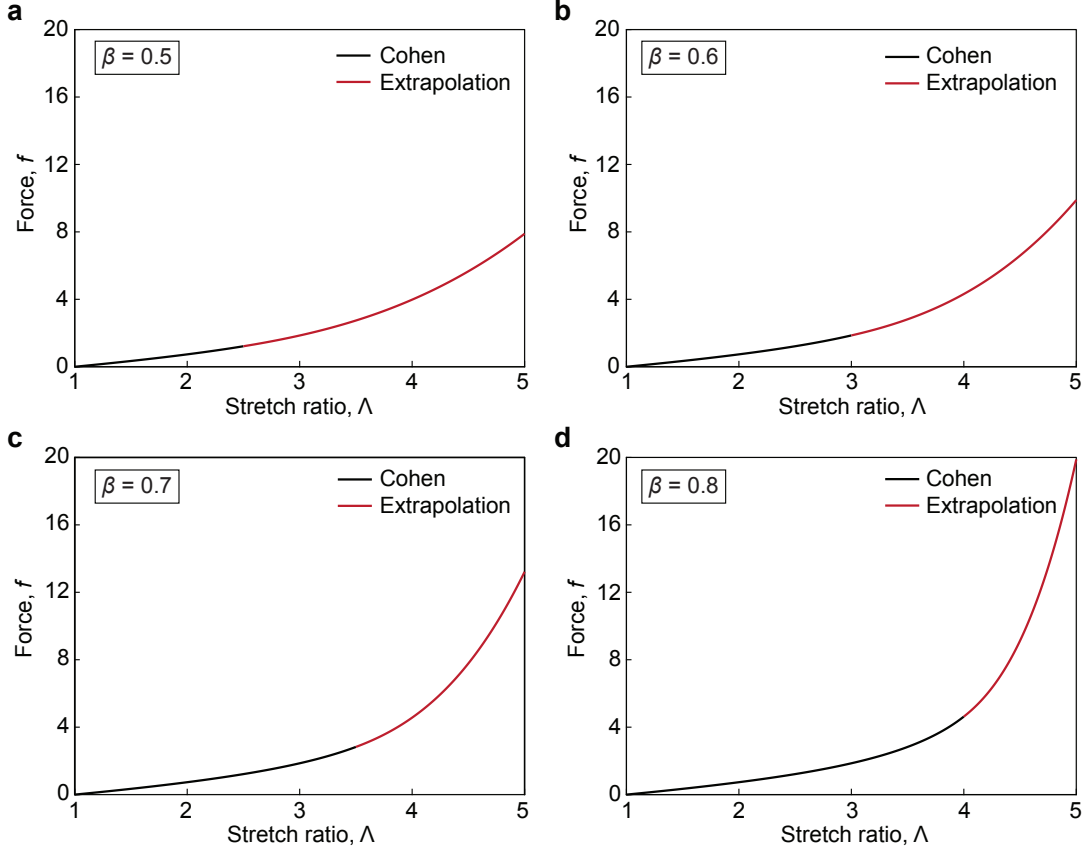 a
β = 0.5
Cohen
Extrapolation
Force, f
20
16
12
8
4
0
1 2 3 4 5
Stretch ratio, Λ
b
β = 0.6
Cohen
Extrapolation
Force, f
20
16
12
8
4
0
1 2 3 4 5
Stretch ratio, Λ
c
β = 0.7
Cohen
Extrapolation
Force, f
20
16
12
8
4
0
1 2 3 4 5
Stretch ratio, Λ
d
β = 0.8
Cohen
Extrapolation
Force, f
20
16
12
8
4
0
1 2 3 4 5
Stretch ratio, Λ